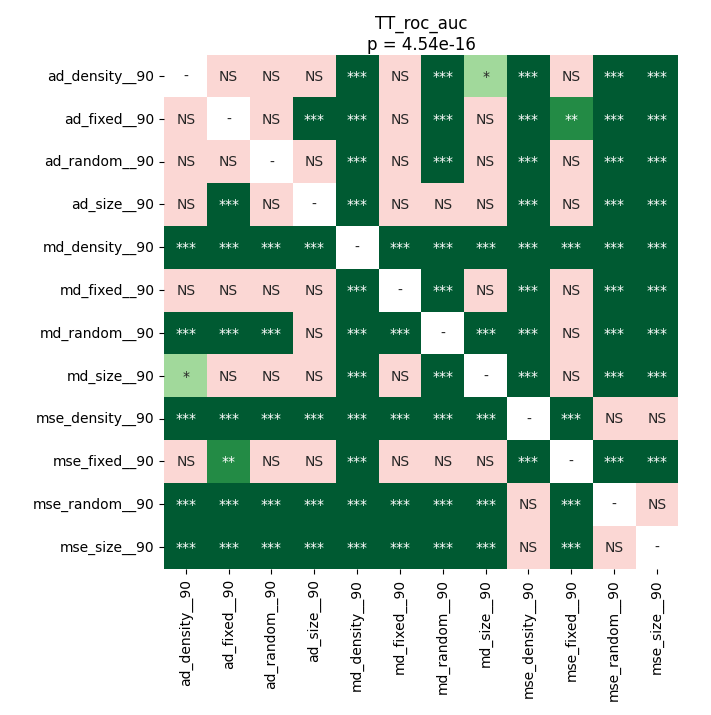 TT_roc_auc
p = 4.54e-16
ad_density__90 - NS NS NS *** NS *** * *** NS *** ***
ad_fixed__90 NS - NS *** *** NS *** NS *** ** *** ***
ad_random__90 NS NS - NS *** NS *** NS *** NS *** ***
ad_size__90 NS *** NS - *** NS NS NS *** NS *** ***
md_density__90 *** *** *** *** - *** *** *** *** *** *** ***
md_fixed__90 NS NS NS NS *** - *** NS *** NS *** ***
md_random__90 *** *** *** NS *** *** - *** *** NS *** ***
md_size__90 * NS NS NS *** NS *** - *** NS *** ***
mse_density__90 *** *** *** *** *** *** *** *** - *** NS NS
mse_fixed__90 NS ** NS NS *** NS NS NS *** - *** ***
mse_random__90 *** *** *** *** *** *** *** *** NS *** - NS
mse_size__90 *** *** *** *** *** *** *** *** NS *** NS -
ad_density__90
ad_fixed__90
ad_random__90
ad_size__90
md_density__90
md_fixed__90
md_random__90
md_size__90
mse_density__90
mse_fixed__90
mse_random__90
mse_size__90